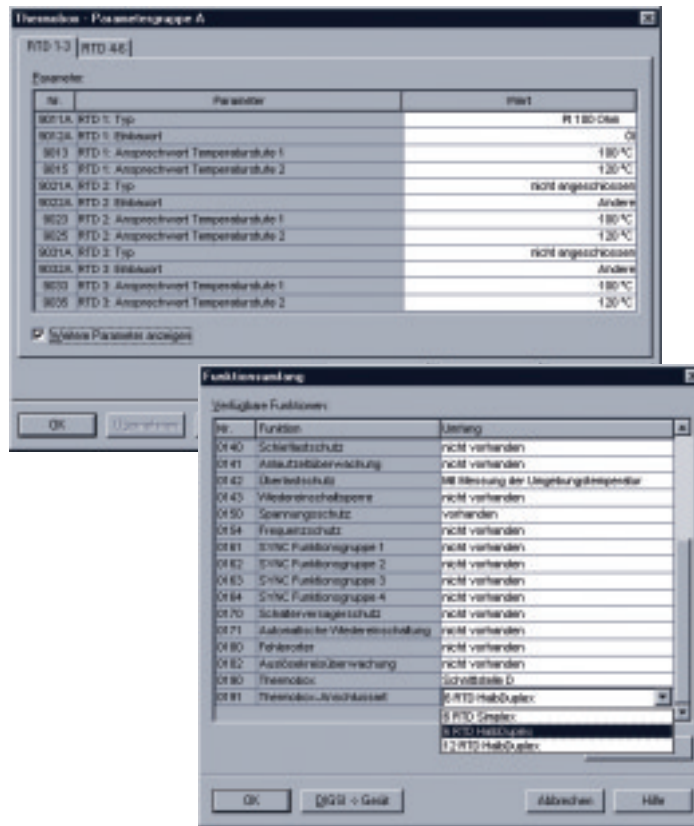 Thermobox - Parametergruppe A
RTD 1-3 RTD 4-6
Parameter:
Nr. Parameter Wert
9011A RTD 1: Typ Pt 100 Ohm
9012A RTD 1: Einbauort Öl
9013 RTD 1: Ansprechwert Temperaturstufe 1 100 °C
9015 RTD 1: Ansprechwert Temperaturstufe 2 120 °C
9021A RTD 2: Typ nicht angeschlossen
9022A RTD 2: Einbauort Andere
9023 RTD 2: Ansprechwert Temperaturstufe 1 100 °C
9025 RTD 2: Ansprechwert Temperaturstufe 2 120 °C
9031A RTD 3: Typ nicht angeschlossen
9032A RTD 3: Einbauort Andere
9033 RTD 3: Ansprechwert Temperaturstufe 1 100 °C
9035 RTD 3: Ansprechwert Temperaturstufe 2 120 °C
Weitere Parameter anzeigen
OK Übernehmen
Funktionsumfang
Verfügbare Funktionen:
Nr. Funktion Umfang
0140 Schieflastschutz nicht vorhanden
0141 Anlaufzeitüberwachung nicht vorhanden
0142 Überlastschutz Mit Messung der Umgebungstemperatur
0143 Wiedereinschaltsperre nicht vorhanden
0150 Spannungsschutz vorhanden
0154 Frequenzschutz nicht vorhanden
0161 SYNC Funktionsgruppe 1 nicht vorhanden
0162 SYNC Funktionsgruppe 2 nicht vorhanden
0163 SYNC Funktionsgruppe 3 nicht vorhanden
0164 SYNC Funktionsgruppe 4 nicht vorhanden
0170 Schalterversagerschutz nicht vorhanden
0171 Automatische Wiedereinschaltung nicht vorhanden
0180 Fehlerorter nicht vorhanden
0182 Auslösekreisüberwachung nicht vorhanden
0190 Thermobox Schnittstelle D
0191 Thermobox-Anschlussart 6 RTD HalbDuplex
6 RTD Simplex
6 RTD HalbDuplex
12 RTD HalbDuplex
OK DIGSI -> Gerät Abbrechen Hilfe